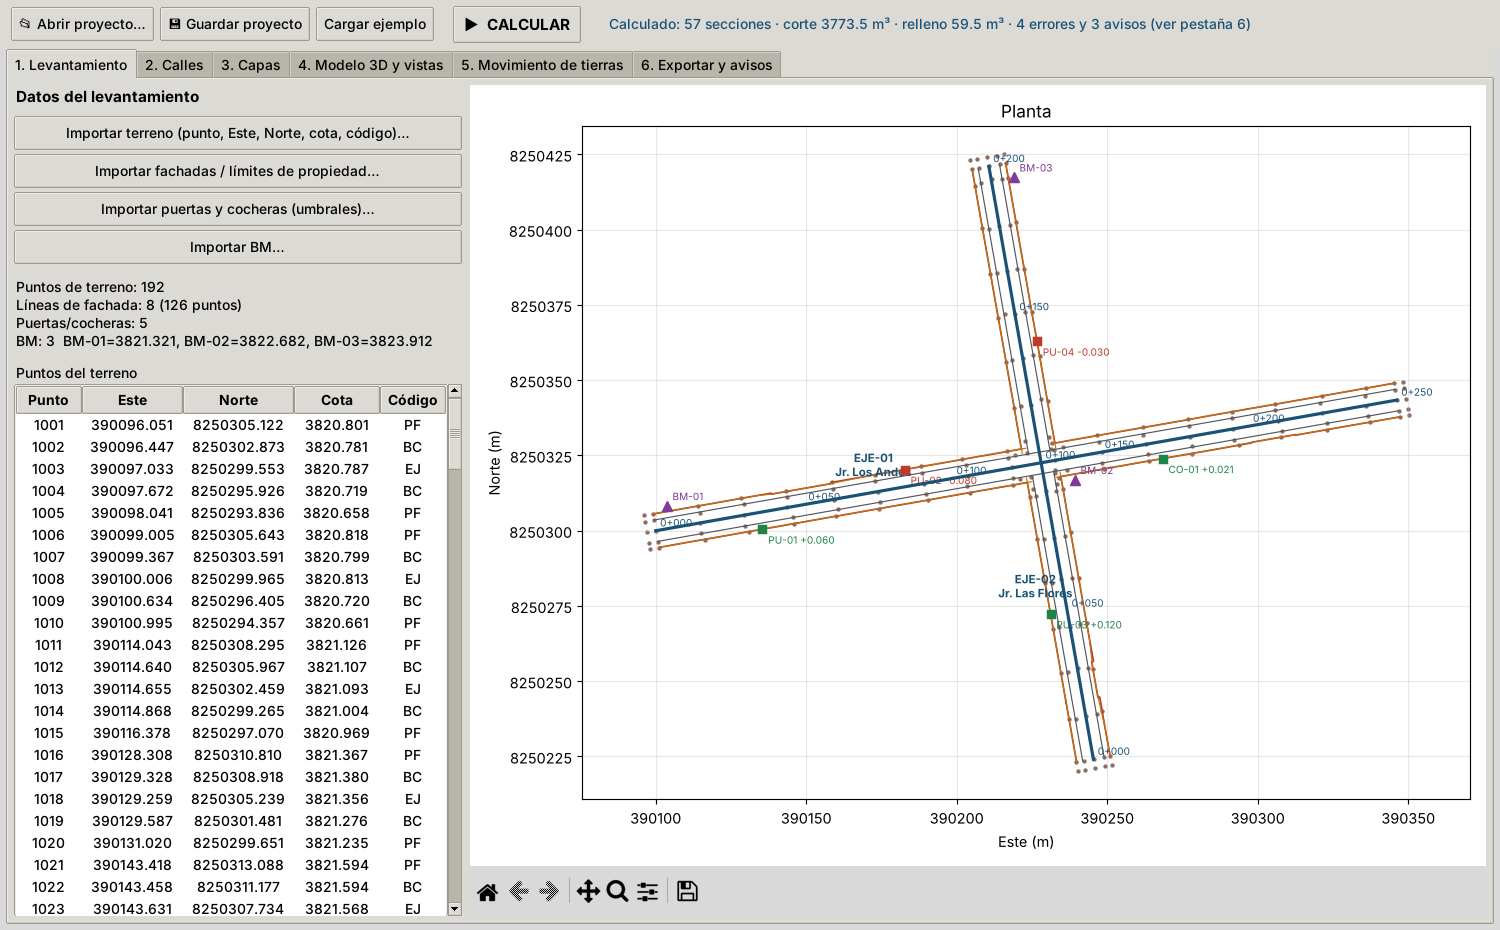 Abrir proyecto...
Guardar proyecto
Cargar ejemplo
CALCULAR
Calculado: 57 secciones · corte 3773.5 m³ · relleno 59.5 m³ · 4 errores y 3 avisos (ver pestaña 6)
1. Levantamiento
2. Calles
3. Capas
4. Modelo 3D y vistas
5. Movimiento de tierras
6. Exportar y avisos
Datos del levantamiento
Importar terreno (punto, Este, Norte, cota, código)...
Importar fachadas / límites de propiedad...
Importar puertas y cocheras (umbrales)...
Importar BM...
Puntos de terreno: 192
Líneas de fachada: 8 (126 puntos)
Puertas/cocheras: 5
BM: 3 BM-01=3821.321, BM-02=3822.682, BM-03=3823.912
Puntos del terreno
Punto Este Norte Cota Código
1001 390096.051 8250305.122 3820.801 PF
1002 390096.447 8250302.873 3820.781 BC
1003 390097.033 8250299.553 3820.787 EJ
1004 390097.672 8250295.926 3820.719 BC
1005 390098.041 8250293.836 3820.658 PF
1006 390099.005 8250305.643 3820.818 PF
1007 390099.367 8250303.591 3820.799 BC
1008 390100.006 8250299.965 3820.813 EJ
1009 390100.634 8250296.405 3820.720 BC
1010 390100.995 8250294.357 3820.661 PF
1011 390114.043 8250308.295 3821.126 PF
1012 390114.640 8250305.967 3821.107 BC
1013 390114.655 8250302.459 3821.093 EJ
1014 390114.868 8250299.265 3821.004 BC
1015 390116.378 8250297.070 3820.969 PF
1016 390128.308 8250310.810 3821.367 PF
1017 390129.328 8250308.918 3821.380 BC
1018 390129.259 8250305.239 3821.356 EJ
1019 390129.587 8250301.481 3821.276 BC
1020 390131.020 8250299.651 3821.235 PF
1021 390143.418 8250313.088 3821.594 PF
1022 390143.458 8250311.177 3821.594 BC
1023 390143.631 8250307.734 3821.568 EJ
Planta
Norte (m)
8250425
8250400
8250375
8250350
8250325
8250300
8250275
8250250
8250225
0+200
BM-03
0+150
PU-04 -0.030
0+250
0+200
0+150
0+100
EJE-01
Jr. Los Andes
0+100
BM-02
CO-01 +0.021
PU-02 -0.080
BM-01
0+050
0+000
PU-01 +0.060
EJE-02
Jr. Las Flores
0+050
PU-03 +0.120
0+000
390100
390150
390200
390250
390300
390350
Este (m)